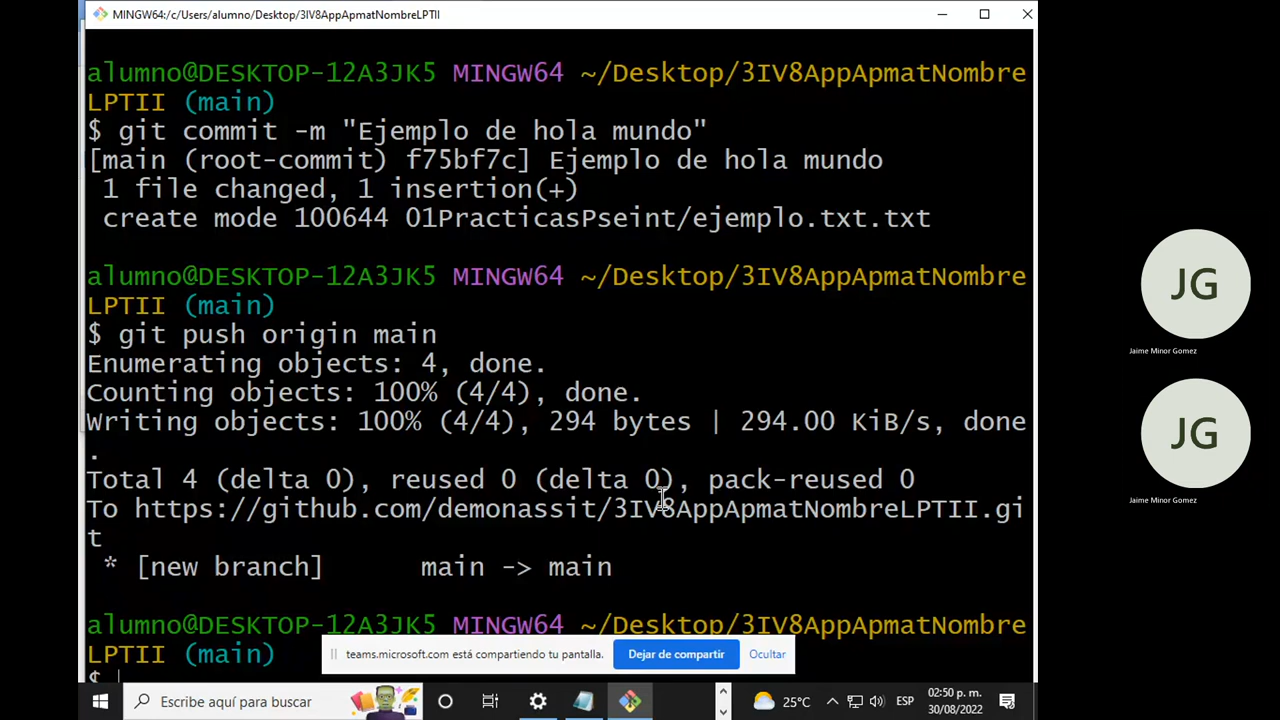 MINGW64:/c/Users/alumno/Desktop/3IV8AppApmatNombreLPTII
alumno@DESKTOP-12A3JK5 MINGW64 ~/Desktop/3IV8AppApmatNombre
LPTII (main)
$ git commit -m "Ejemplo de hola mundo"
[main (root-commit) f75bf7c] Ejemplo de hola mundo
1 file changed, 1 insertion(+)
create mode 100644 01PracticasPseint/ejemplo.txt.txt
alumno@DESKTOP-12A3JK5 MINGW64 ~/Desktop/3IV8AppApmatNombre
LPTII (main)
$ git push origin main
Enumerating objects: 4, done.
Counting objects: 100% (4/4), done.
Writing objects: 100% (4/4), 294 bytes | 294.00 KiB/s, done
.
Total 4 (delta 0), reused 0 (delta 0), pack-reused 0
To https://github.com/demonassit/3IV8AppApmatNombreLPTII.gi
t
* [new branch] main -> main
alumno@DESKTOP-12A3JK5 MINGW64 ~/Desktop/3IV8AppApmatNombre
LPTII (main)
$
teams.microsoft.com está compartiendo tu pantalla.
Dejar de compartir
Ocultar
Escribe aquí para buscar
25°C
ESP
02:50 p. m.
30/08/2022
JG
Jaime Minor Gomez
JG
Jaime Minor Gomez